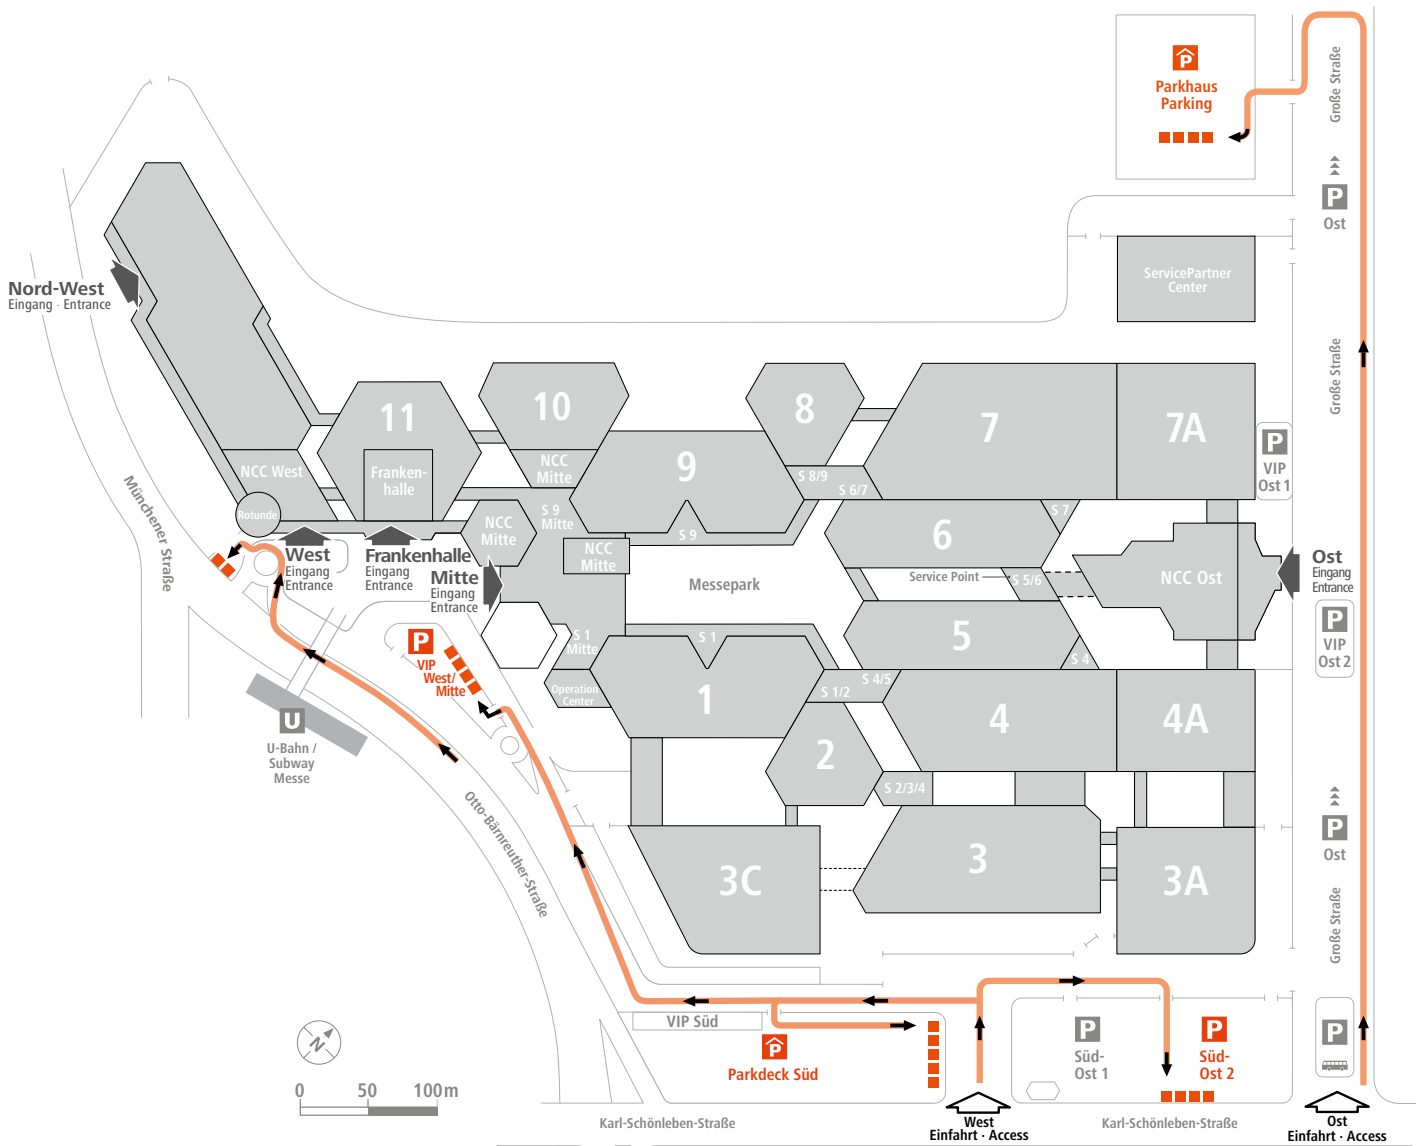 P
Parkhaus
Parking
Große Straße
P
Ost
ServicePartner
Center
Nord-West
Eingang · Entrance
Große Straße
11
10
8
7
7A
9
NCC West
Franken-
halle
NCC
Mitte
S 8/9
S 6/7
P
VIP
Ost 1
Rotunde
NCC
Mitte
S 9
Mitte
S 9
S 7
6
Münchener Straße
West
Eingang
Entrance
Frankenhalle
Eingang
Entrance
Mitte
Eingang
Entrance
NCC
Mitte
Messepark
Service Point
S 5/6
NCC Ost
Ost
Eingang
Entrance
P
VIP
Ost 2
P
VIP
West/
Mitte
S 1
Mitte
S 1
5
S 4
Operation
Center
1
S 1/2
S 4/5
4
4A
U
U-Bahn /
Subway
Messe
2
S 2/3/4
Otto-Bärnreuther-Straße
3C
3
3A
P
Ost
Große Straße
VIP Süd
P
Parkdeck Süd
P
Süd-
Ost 1
P
Süd-
Ost 2
P
N
0
50
100 m
Karl-Schönleben-Straße
West
Einfahrt · Access
Karl-Schönleben-Straße
Ost
Einfahrt · Access